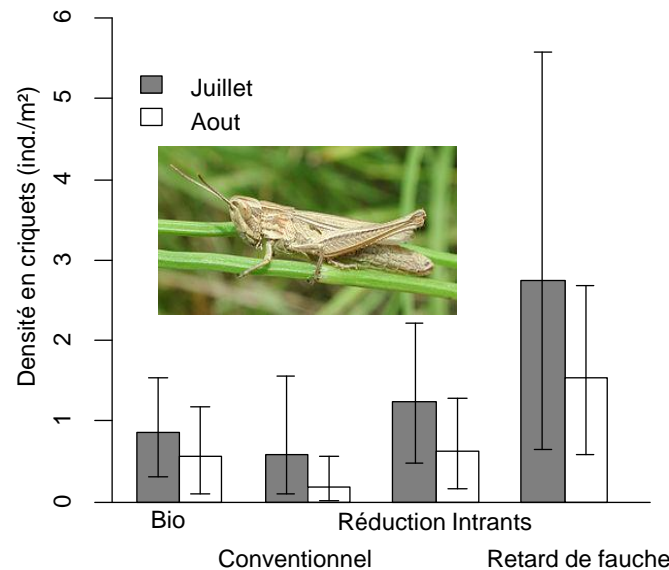 Densité en criquets (ind./m²)
6
5
4
3
2
1
0
Juillet
Aout
Bio
Réduction Intrants
Conventionnel
Retard de fauche